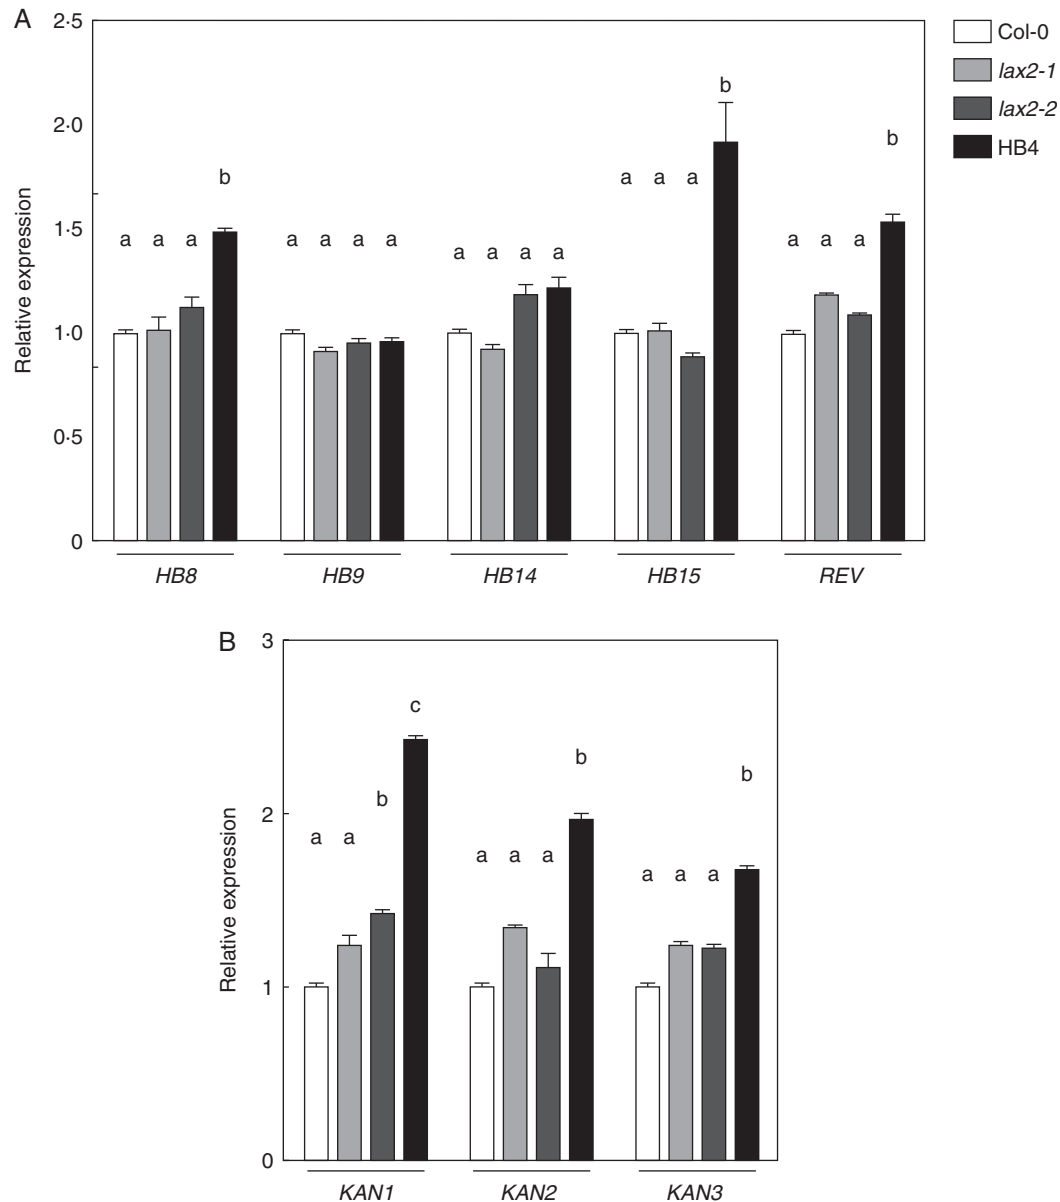 A
2·5
2·0
1·5
1·0
0·5
0
Relative expression
b
a a a b
a a a a
a a a a
a a a b
a a a b
HB8 HB9 HB14 HB15 REV
Col-0
lax2-1
lax2-2
HB4
B
3
2
1
0
Relative expression
a a b c
a a a b
a a a b
KAN1 KAN2 KAN3